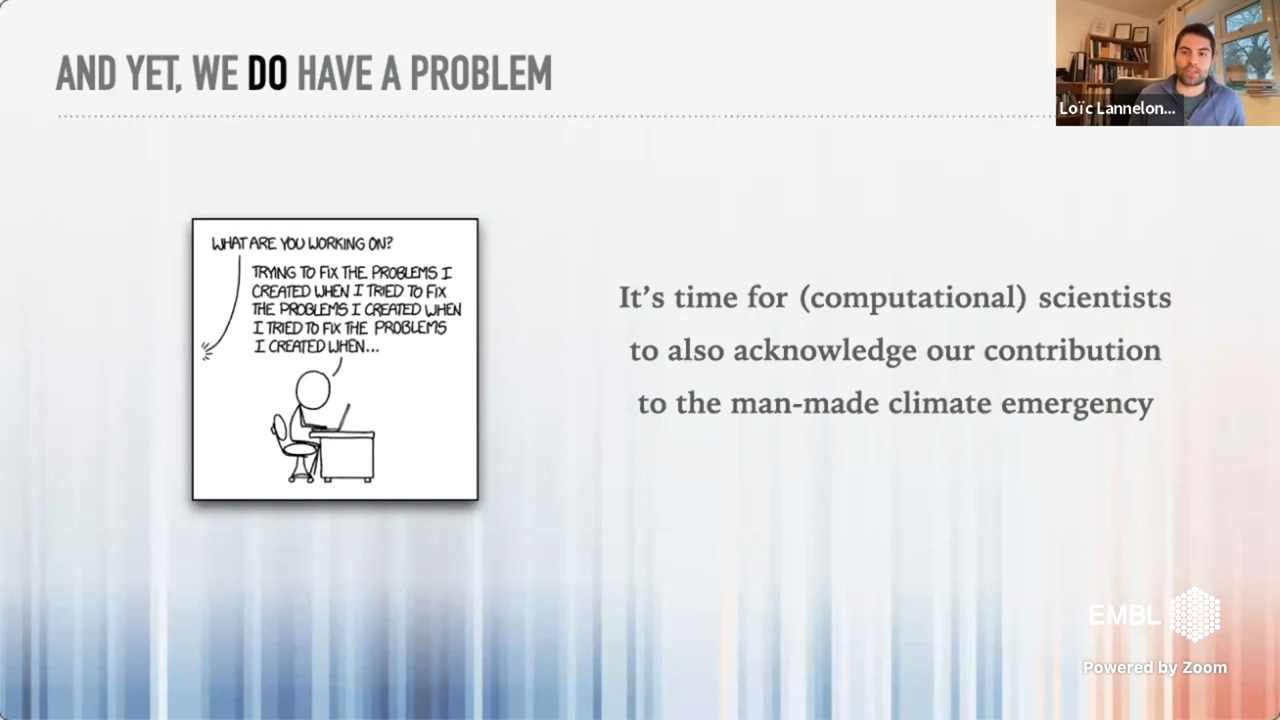 AND YET, WE DO HAVE A PROBLEM
Loïc Lannelon...
WHAT ARE YOU WORKING ON?
TRYING TO FIX THE PROBLEMS I
CREATED WHEN I TRIED TO FIX
THE PROBLEMS I CREATED WHEN
I TRIED TO FIX THE PROBLEMS
I CREATED WHEN...
It's time for (computational) scientists
to also acknowledge our contribution
to the man-made climate emergency
EMBL
Powered by Zoom